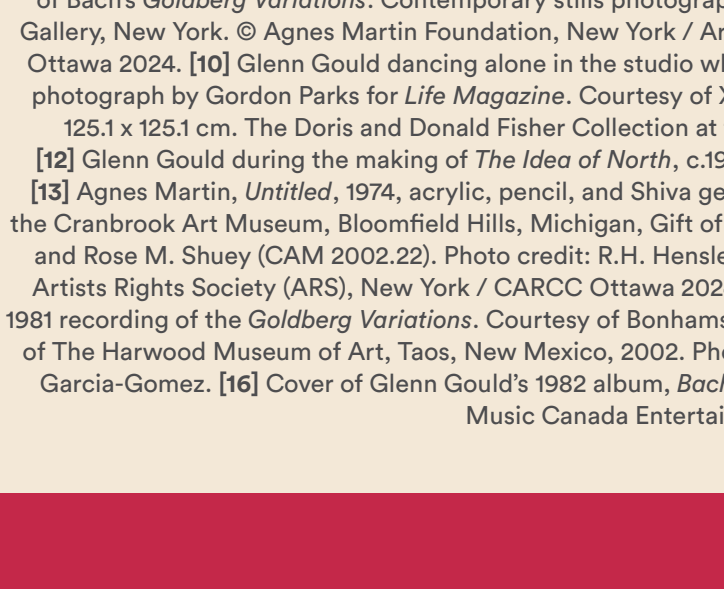 of Bach's Goldberg Variations. Contemporary stills photograp
Gallery, New York. © Agnes Martin Foundation, New York / Ar
Ottawa 2024. [10] Glenn Gould dancing alone in the studio wh
photograph by Gordon Parks for Life Magazine. Courtesy of X
125.1 x 125.1 cm. The Doris and Donald Fisher Collection at
[12] Glenn Gould during the making of The Idea of North, c.19
[13] Agnes Martin, Untitled, 1974, acrylic, pencil, and Shiva ge
the Cranbrook Art Museum, Bloomfield Hills, Michigan, Gift of
and Rose M. Shuey (CAM 2002.22). Photo credit: R.H. Hensle
Artists Rights Society (ARS), New York / CARCC Ottawa 202
1981 recording of the Goldberg Variations. Courtesy of Bonhams
of The Harwood Museum of Art, Taos, New Mexico, 2002. Pho
Garcia-Gomez. [16] Cover of Glenn Gould's 1982 album, Bach
Music Canada Entertai